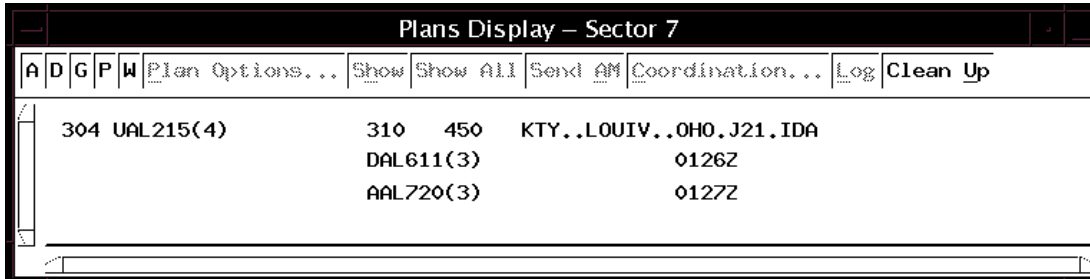 Plans Display – Sector 7
A D G P W Plan Options... Show Show All Send AM Coordination... Log Clean Up
304 UAL215(4) 310 450 KTY..LOUIV..OHO.J21.IDA
DAL611(3) 0126Z
AAL720(3) 0127Z